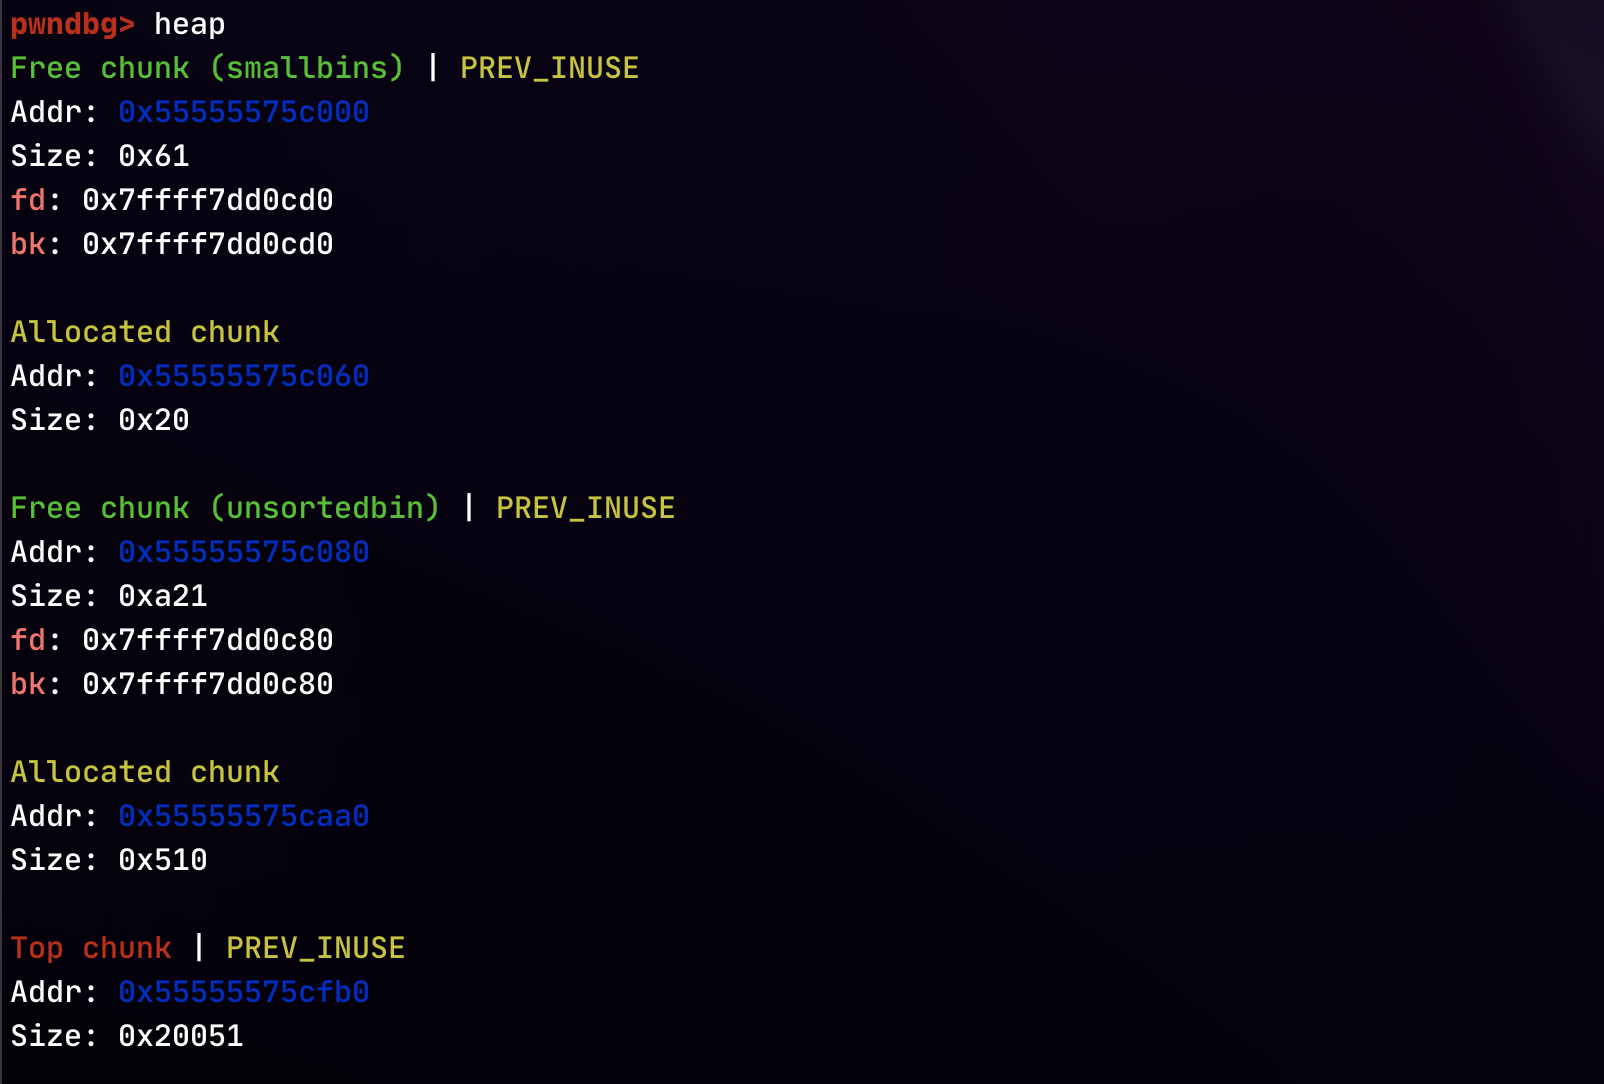 pwndbg> heap
Free chunk (smallbins) | PREV_INUSE
Addr: 0x55555575c000
Size: 0x61
fd: 0x7ffff7dd0cd0
bk: 0x7ffff7dd0cd0
Allocated chunk
Addr: 0x55555575c060
Size: 0x20
Free chunk (unsortedbin) | PREV_INUSE
Addr: 0x55555575c080
Size: 0xa21
fd: 0x7ffff7dd0c80
bk: 0x7ffff7dd0c80
Allocated chunk
Addr: 0x55555575caa0
Size: 0x510
Top chunk | PREV_INUSE
Addr: 0x55555575cfb0
Size: 0x20051